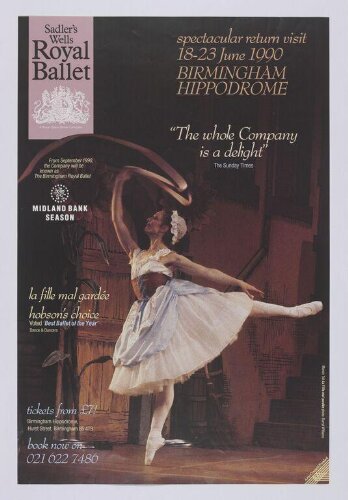 Sadler's
Wells
Royal
Ballet
spectacular return visit
18-23 June 1990
BIRMINGHAM
HIPPODROME
"The whole Company
is a delight"
The Sunday Times
From September 1990,
the Company will be
known as
The Birmingham Royal Ballet
MIDLAND BANK
SEASON
la fille mal gardée
hobson's choice
Voted 'Best Ballet of the Year'
Dance & Dancers
tickets from £7
Birmingham Hippodrome,
Hurst Street, Birmingham B5 4TB
book now on
021 622 7486